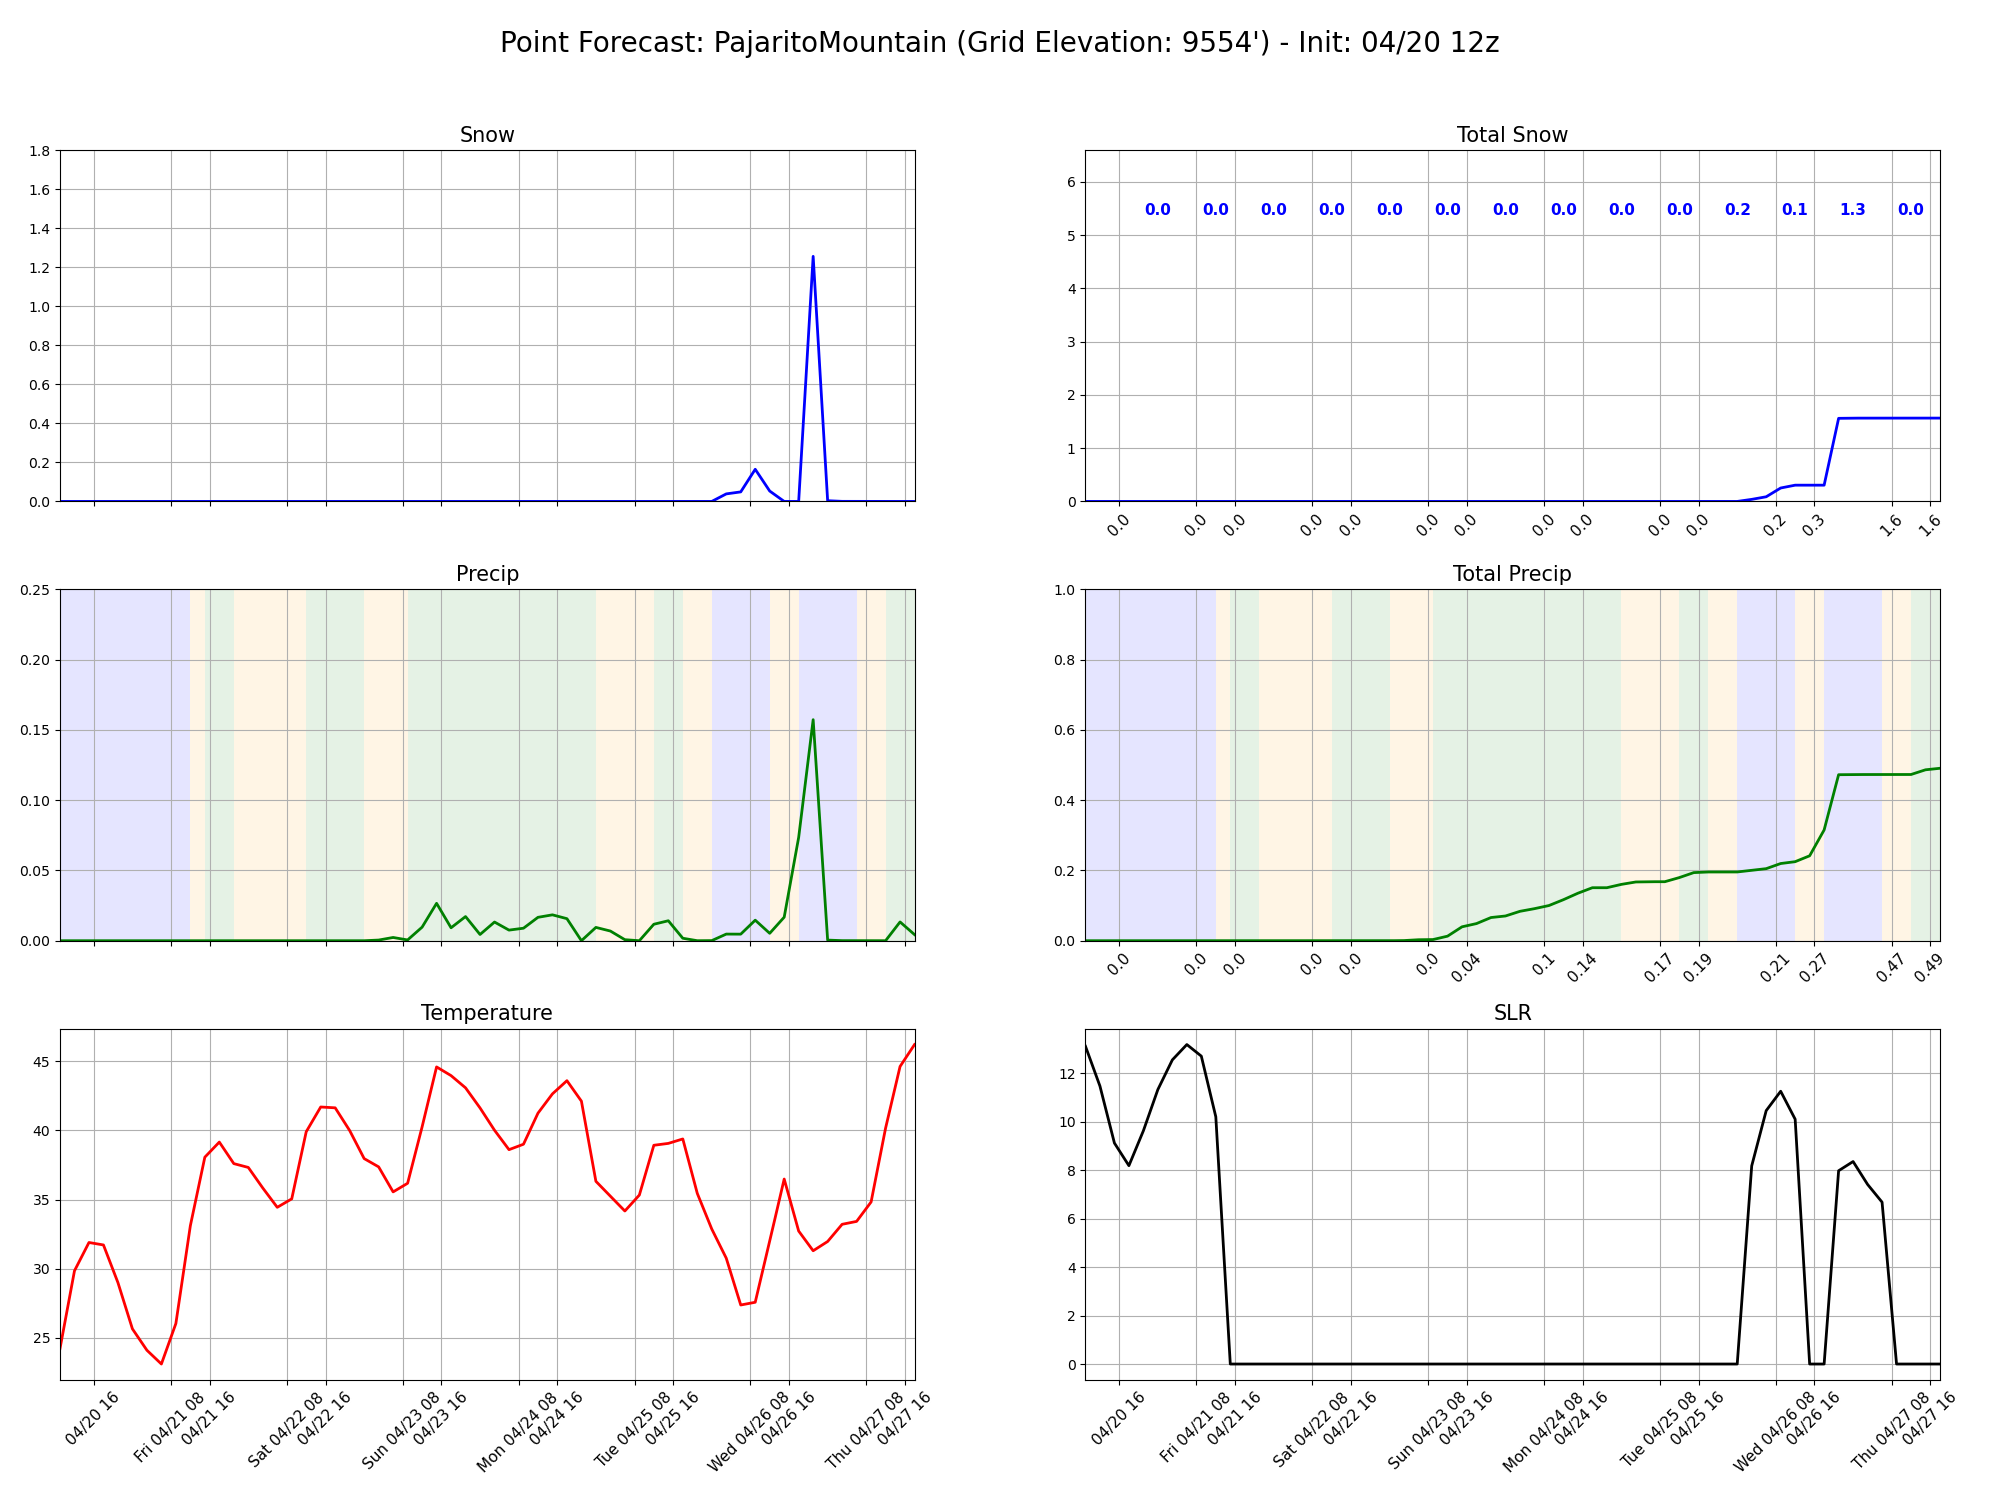 Point Forecast: PajaritoMountain (Grid Elevation: 9554') - Init: 04/20 12z
Snow
1.8
1.6
1.4
1.2
1.0
0.8
0.6
0.4
0.2
0.0
Total Snow
6
5
4
3
2
1
0
0.0 0.0 0.0 0.0 0.0 0.0 0.0 0.0 0.0 0.0 0.2 0.1 1.3 0.0
0.0 0.0 0.0 0.0 0.0 0.0 0.0 0.0 0.0 0.0 0.0 0.2 0.3 1.6 1.6
Precip
0.25
0.20
0.15
0.10
0.05
0.00
Total Precip
1.0
0.8
0.6
0.4
0.2
0.0
0.0 0.0 0.0 0.0 0.0 0.0 0.04 0.1 0.14 0.17 0.19 0.21 0.27 0.47 0.49
Temperature
45
40
35
30
25
04/20 16
Fri 04/21 08
04/21 16
Sat 04/22 08
04/22 16
Sun 04/23 08
04/23 16
Mon 04/24 08
04/24 16
Tue 04/25 08
04/25 16
Wed 04/26 08
04/26 16
Thu 04/27 08
04/27 16
SLR
12
10
8
6
4
2
0
04/20 16
Fri 04/21 08
04/21 16
Sat 04/22 08
04/22 16
Sun 04/23 08
04/23 16
Mon 04/24 08
04/24 16
Tue 04/25 08
04/25 16
Wed 04/26 08
04/26 16
Thu 04/27 08
04/27 16